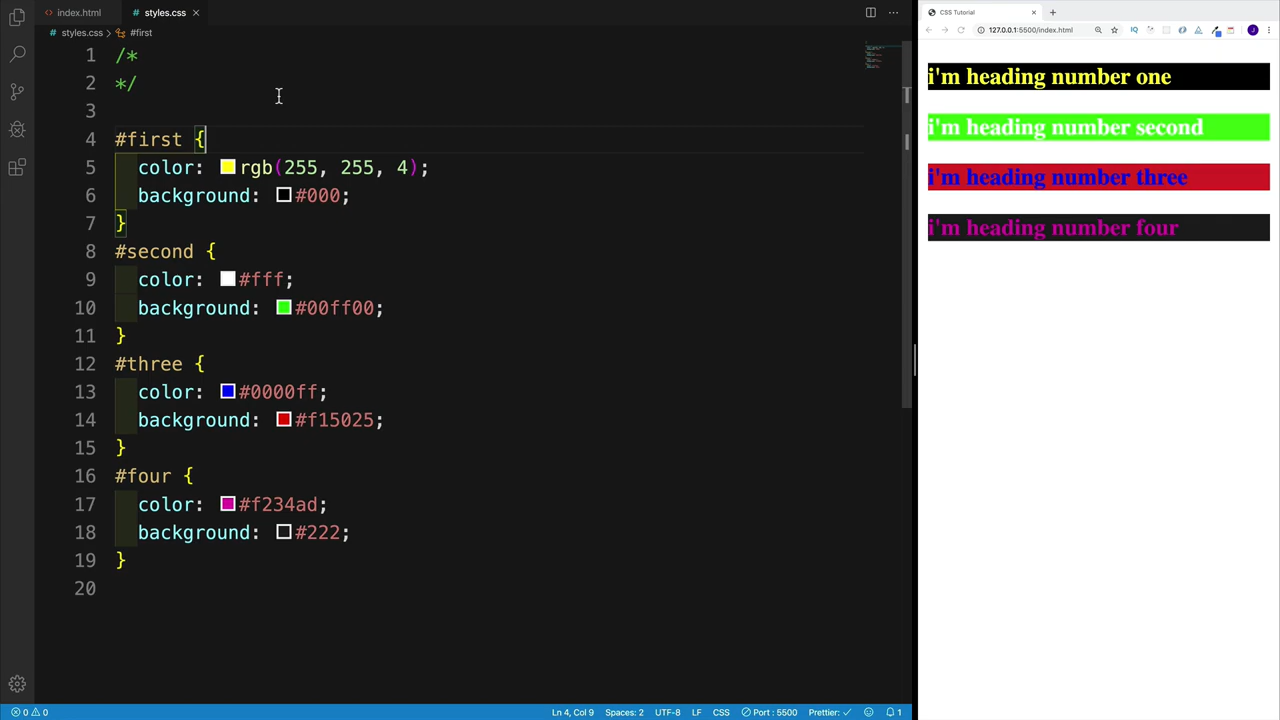 index.html
styles.css
styles.css > #first
1 /*
2 */
3
4 #first {
5 color: rgb(255, 255, 4);
6 background: #000;
7 }
8 #second {
9 color: #fff;
10 background: #00ff00;
11 }
12 #three {
13 color: #0000ff;
14 background: #f15025;
15 }
16 #four {
17 color: #f234ad;
18 background: #222;
19 }
20
0 0
Ln 4, Col 9
Spaces: 2
UTF-8
LF
CSS
Port : 5500
Prettier: ✓
1
CSS Tutorial
127.0.0.1:5500/index.html
IQ
J
i'm heading number one
i'm heading number second
i'm heading number three
i'm heading number four